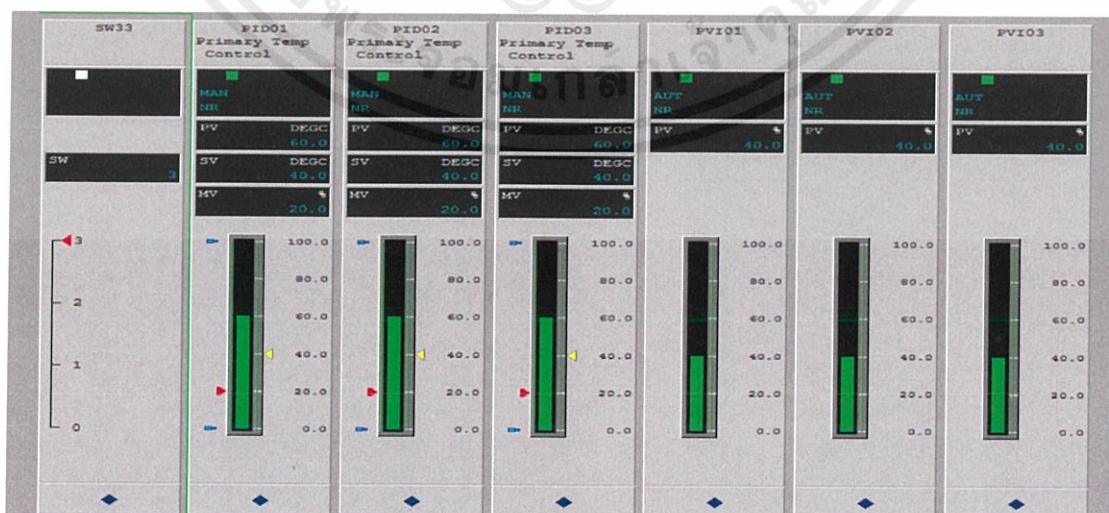 SW33
SW
3
3
2
1
0
PID01
Primary Temp
Control
MAN
NR
PV DEGC
60.0
SV DEGC
40.0
MV %
20.0
100.0
80.0
60.0
40.0
20.0
0.0
PID02
Primary Temp
Control
MAN
NR
PV DEGC
60.0
SV DEGC
40.0
MV %
20.0
100.0
80.0
60.0
40.0
20.0
0.0
PID03
Primary Temp
Control
MAN
NR
PV DEGC
60.0
SV DEGC
40.0
MV %
20.0
100.0
80.0
60.0
40.0
20.0
0.0
PVI01
AUT
NR
PV %
40.0
100.0
80.0
60.0
40.0
20.0
0.0
PVI02
AUT
NR
PV %
40.0
100.0
80.0
60.0
40.0
20.0
0.0
PVI03
AUT
NR
PV %
40.0
100.0
80.0
60.0
40.0
20.0
0.0